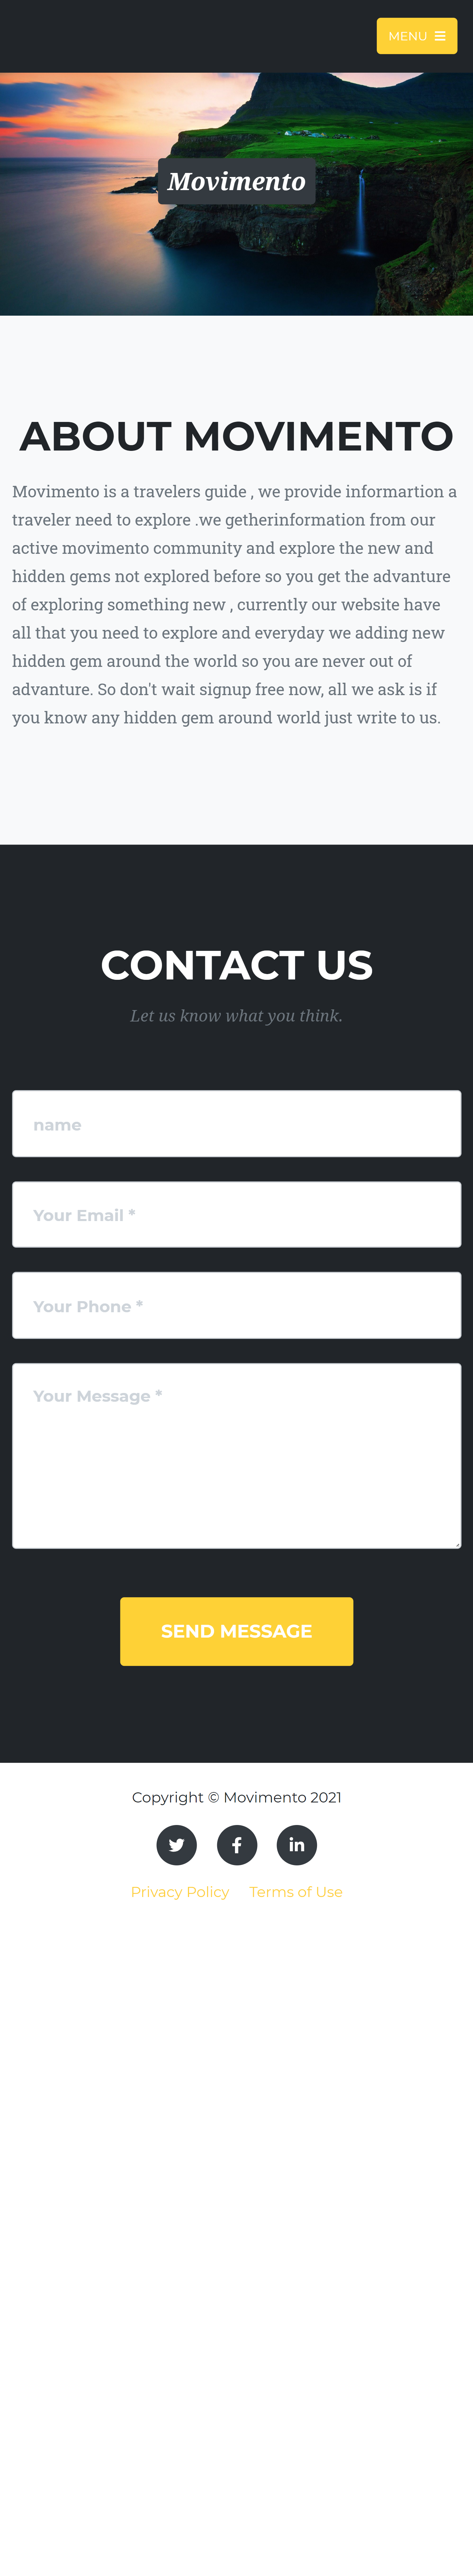 MENU
Movimento
ABOUT MOVIMENTO
Movimento is a travelers guide , we provide informartion a
traveler need to explore .we getherinformation from our
active movimento community and explore the new and
hidden gems not explored before so you get the advanture
of exploring something new , currently our website have
all that you need to explore and everyday we adding new
hidden gem around the world so you are never out of
advanture. So don't wait signup free now, all we ask is if
you know any hidden gem around world just write to us.
CONTACT US
Let us know what you think.
name
Your Email *
Your Phone *
Your Message *
SEND MESSAGE
Copyright © Movimento 2021
Privacy Policy Terms of Use